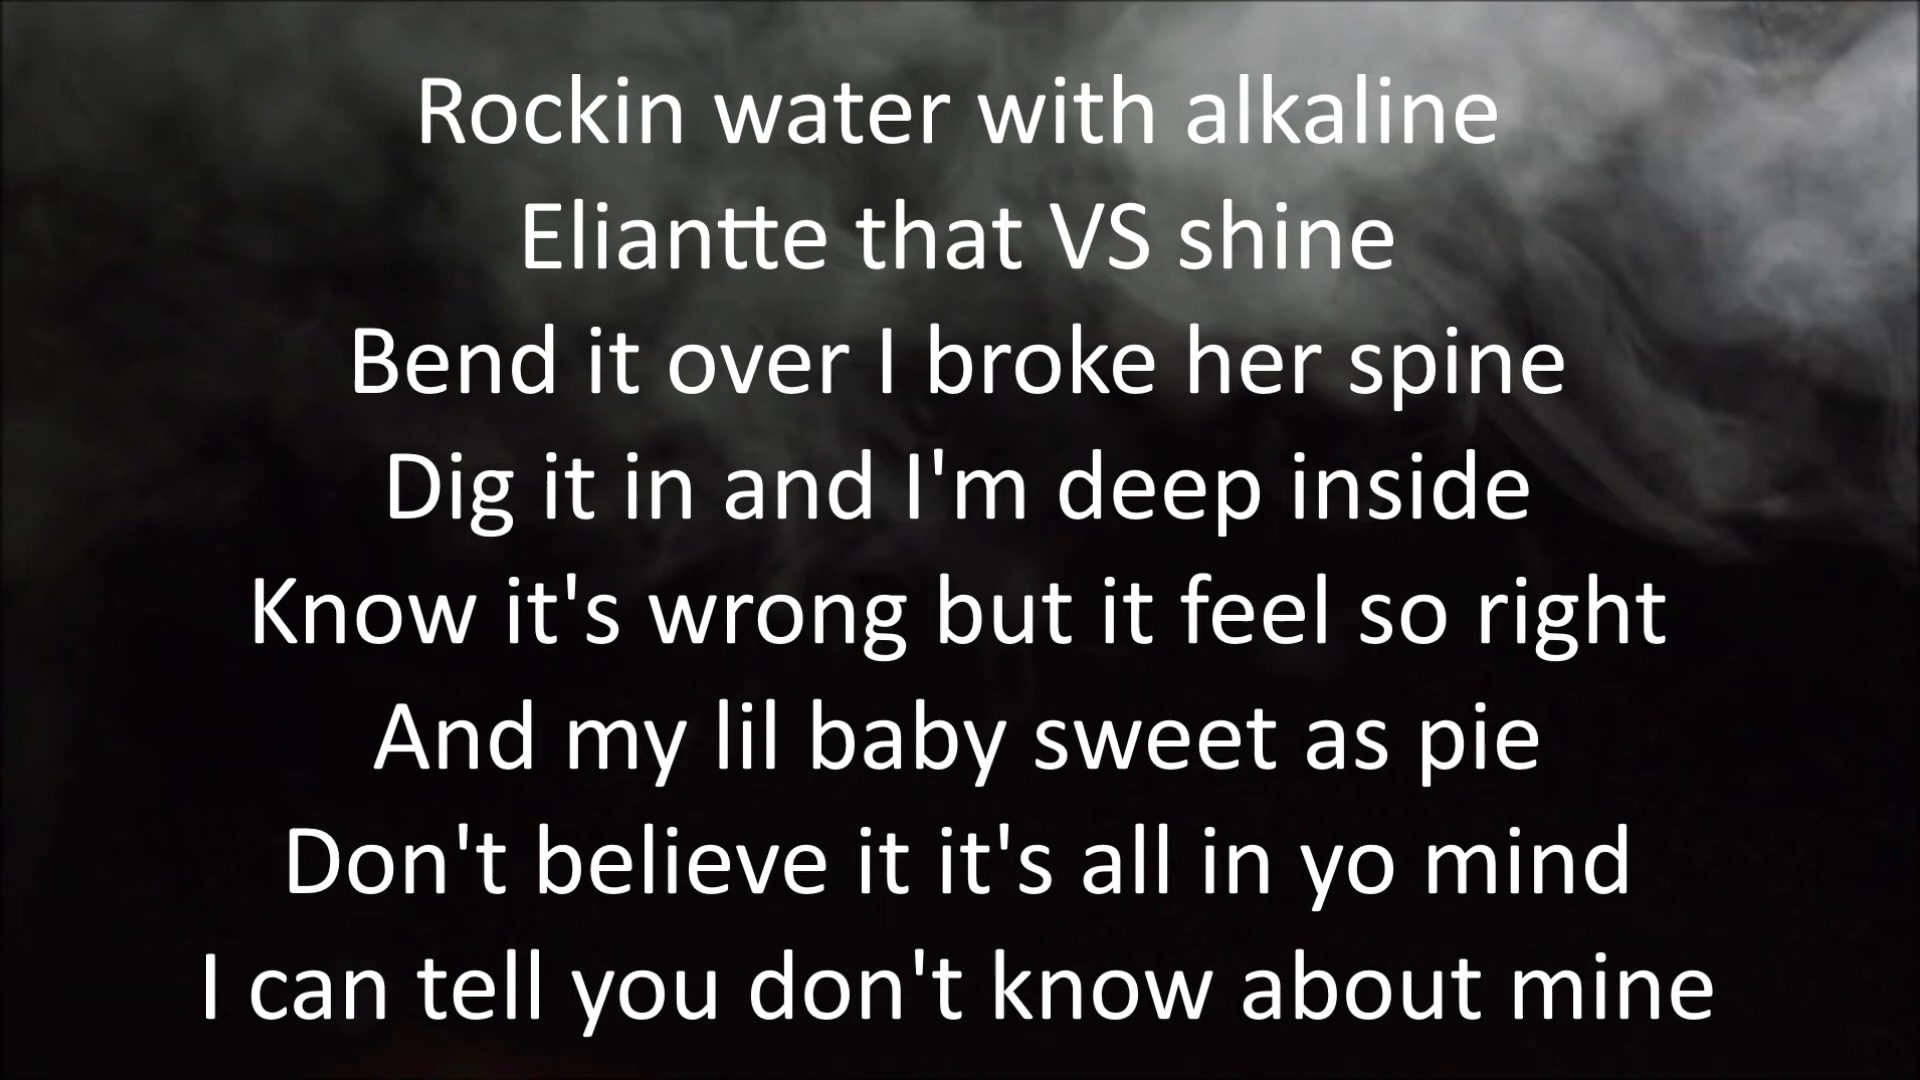 Rockin water with alkaline
Eliantte that VS shine
Bend it over I broke her spine
Dig it in and I'm deep inside
Know it's wrong but it feel so right
And my lil baby sweet as pie
Don't believe it it's all in yo mind
I can tell you don't know about mine